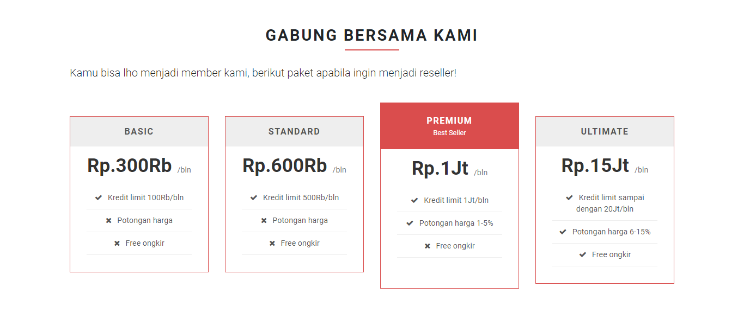 GABUNG BERSAMA KAMI
Kamu bisa lho menjadi member kami, berikut paket apabila ingin menjadi reseller!
BASIC
Rp.300Rb /bln
Kredit limit 100Rb/bln
Potongan harga
Free ongkir
STANDARD
Rp.600Rb /bln
Kredit limit 500Rb/bln
Potongan harga
Free ongkir
PREMIUM
Best Seller
Rp.1Jt /bln
Kredit limit 1Jt/bln
Potongan harga 1-5%
Free ongkir
ULTIMATE
Rp.15Jt /bln
Kredit limit sampai
dengan 20Jt/bln
Potongan harga 6-15%
Free ongkir